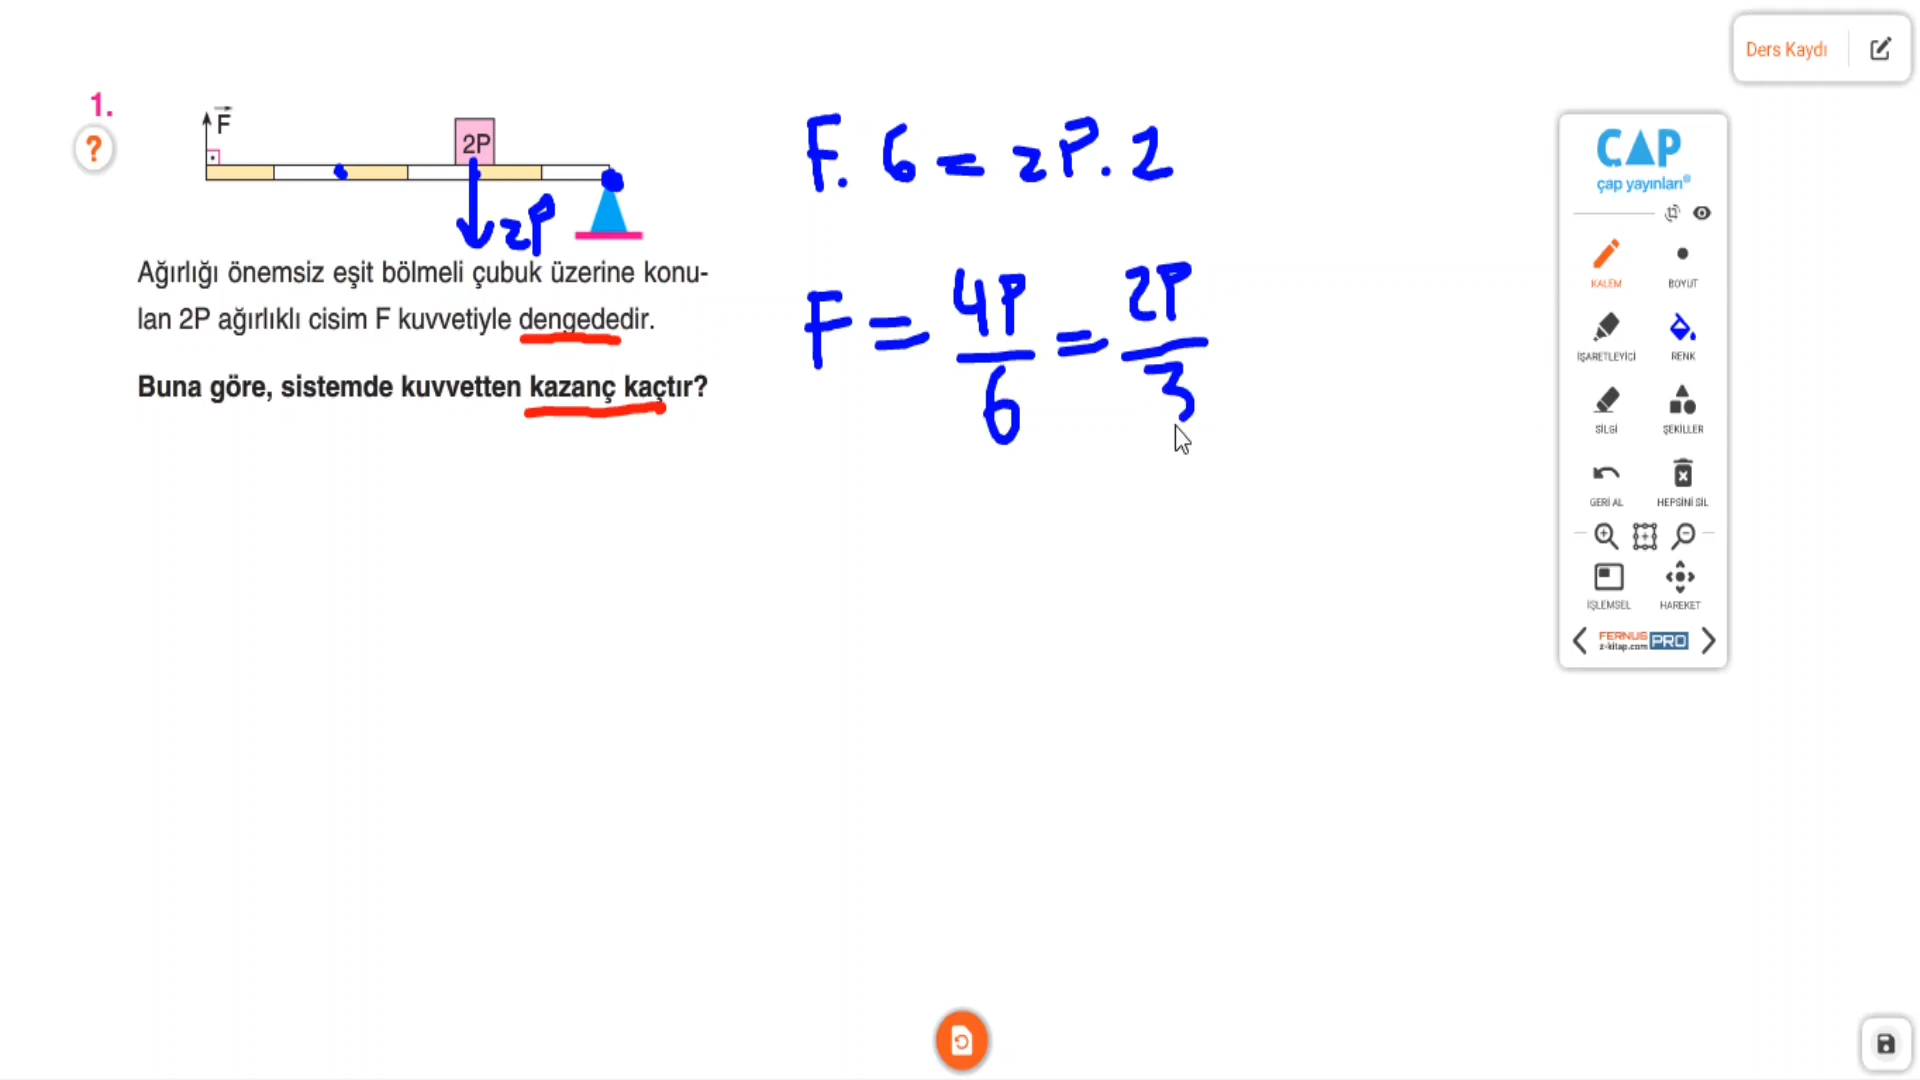 Ders Kaydı
1.
?
F
2P
2P
Ağırlığı önemsiz eşit bölmeli çubuk üzerine konu-
lan 2P ağırlıklı cisim F kuvvetiyle dengededir.
Buna göre, sistemde kuvvetten kazanç kaçtır?
F. 6 = 2P. 2
F = 4P/6 = 2P/3
CAP
çap yayınları®
KALEM
BOYUT
İŞARETLEYİCİ
RENK
SİLGİ
ŞEKİLLER
GERİ AL
HEPSİNİ SİL
İŞLEMSEL
HAREKET
FERNUS PRO
z-kitap.com